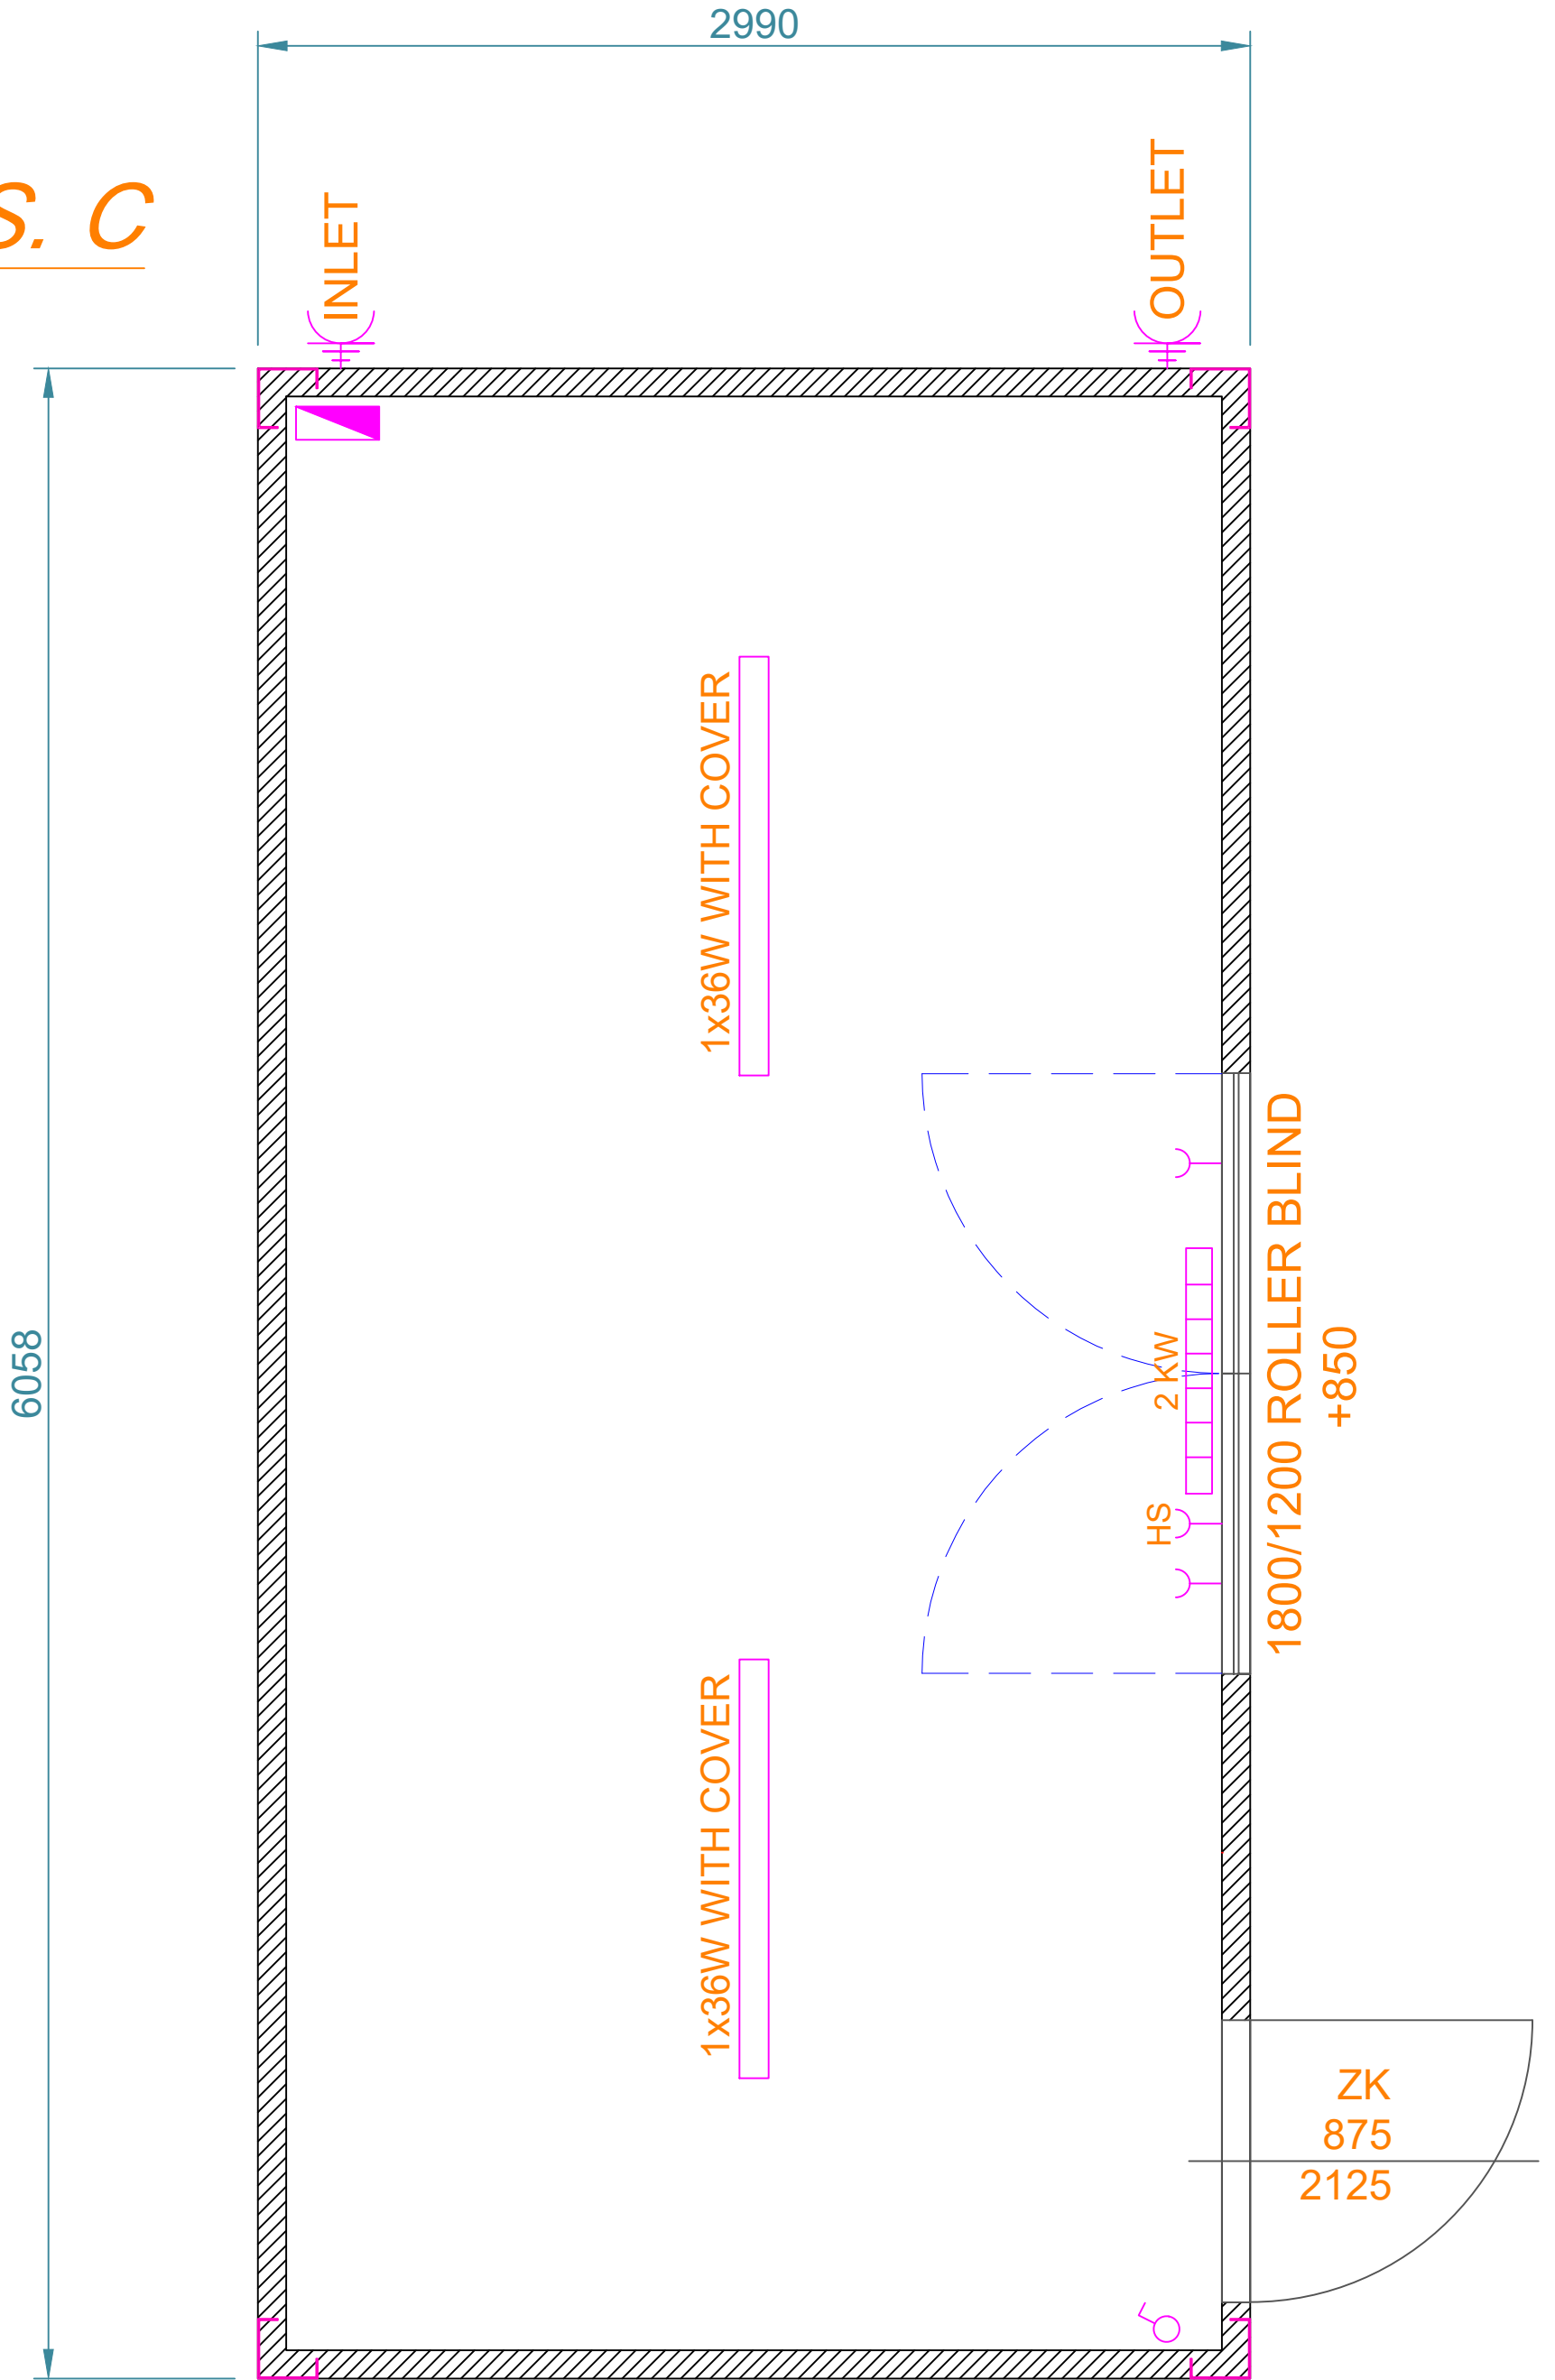 2990
S. C
INLET
OUTLET
1x36W WITH COVER
6058
2 KW
HS
1800/1200 ROLLER BLIND
+850
1x36W WITH COVER
ZK
875
2125